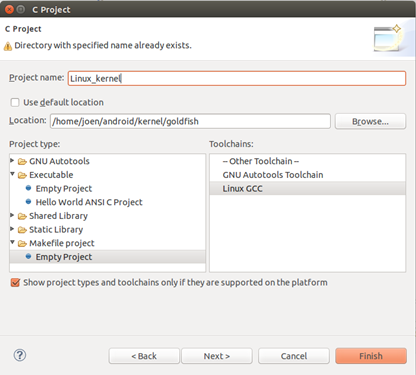 C Project
C Project
Directory with specified name already exists.
Project name: Linux_kernel
Use default location
Location: /home/joen/android/kernel/goldfish Browse...
Project type: Toolchains:
GNU Autotools -- Other Toolchain --
Executable GNU Autotools Toolchain
Empty Project Linux GCC
Hello World ANSI C Project
Shared Library
Static Library
Makefile project
Empty Project
Show project types and toolchains only if they are supported on the platform
? < Back Next > Cancel Finish